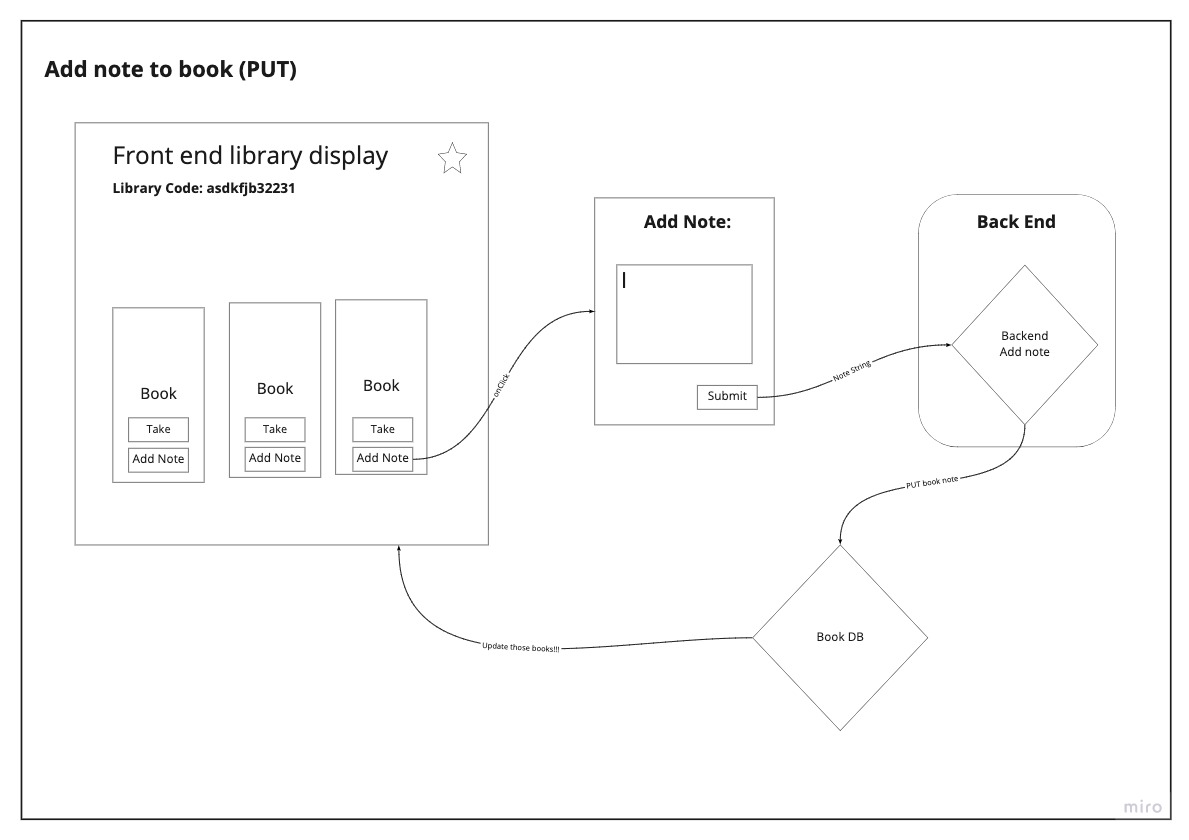 Add note to book (PUT)
Front end library display
Library Code: asdkfjb32231
Book
Take
Add Note
Book
Take
Add Note
Book
Take
Add Note
onClick
Add Note:
Submit
Note String
Back End
Backend
Add note
PUT book note
Book DB
Update those books!!!
miro